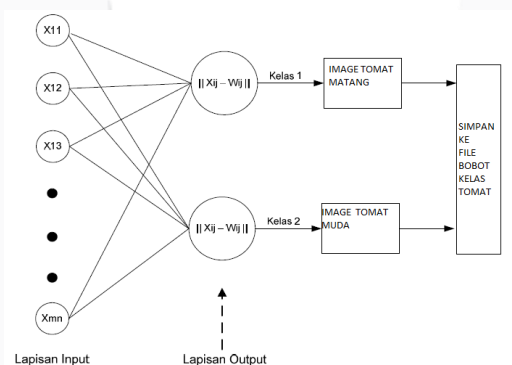 X11
X12
X13
Xmn
|| Xij – Wij ||
|| Xij – Wij ||
Kelas 1
Kelas 2
IMAGE TOMAT
MATANG
IMAGE TOMAT
MUDA
SIMPAN
KE
FILE
BOBOT
KELAS
TOMAT
Lapisan Input
Lapisan Output